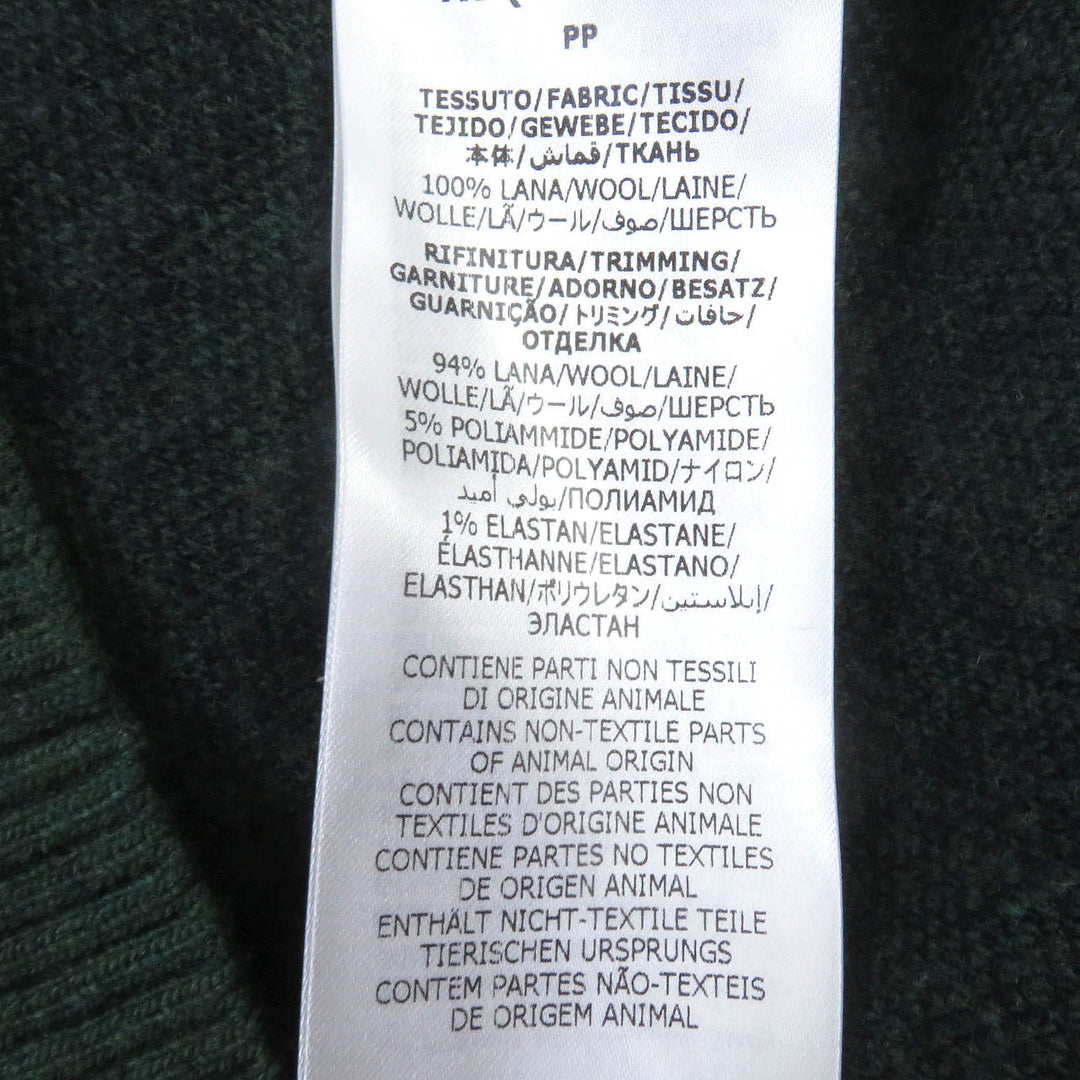 PP
TESSUTO/FABRIC/TISSU/
TEJIDO/GEWEBE/TECIDO/
本体/قماش/ТКАНЬ
100% LANA/WOOL/LAINE/
WOLLE/LÃ/ウール/صوف/ШЕРСТЬ
RIFINITURA/TRIMMING/
GARNITURE/ADORNO/BESATZ/
GUARNIÇÃO/トリミング/حافات/
ОТДЕЛКА
94% LANA/WOOL/LAINE/
WOLLE/LÃ/ウール/صوف/ШЕРСТЬ
5% POLIAMMIDE/POLYAMIDE/
POLIAMIDA/POLYAMID/ナイロン/
بولي أميد/ПОЛИАМИД
1% ELASTAN/ELASTANE/
ÉLASTHANNE/ELASTANO/
ELASTHAN/ポリウレタン/إيلاستين/
ЭЛАСТАН
CONTIENE PARTI NON TESSILI
DI ORIGINE ANIMALE
CONTAINS NON-TEXTILE PARTS
OF ANIMAL ORIGIN
CONTIENT DES PARTIES NON
TEXTILES D'ORIGINE ANIMALE
CONTIENE PARTES NO TEXTILES
DE ORIGEN ANIMAL
ENTHÄLT NICHT-TEXTILE TEILE
TIERISCHEN URSPRUNGS
CONTÉM PARTES NÃO-TEXTEIS
DE ORIGEM ANIMAL